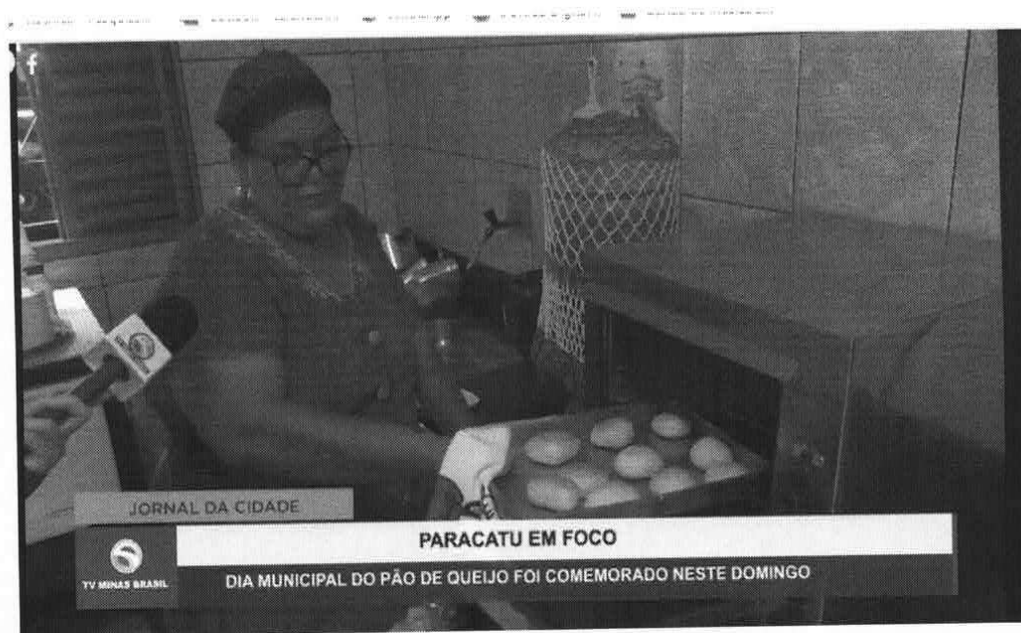 f
JORNAL DA CIDADE
PARACATU EM FOCO
TV MINAS BRASIL
DIA MUNICIPAL DO PÃO DE QUEIJO FOI COMEMORADO NESTE DOMINGO